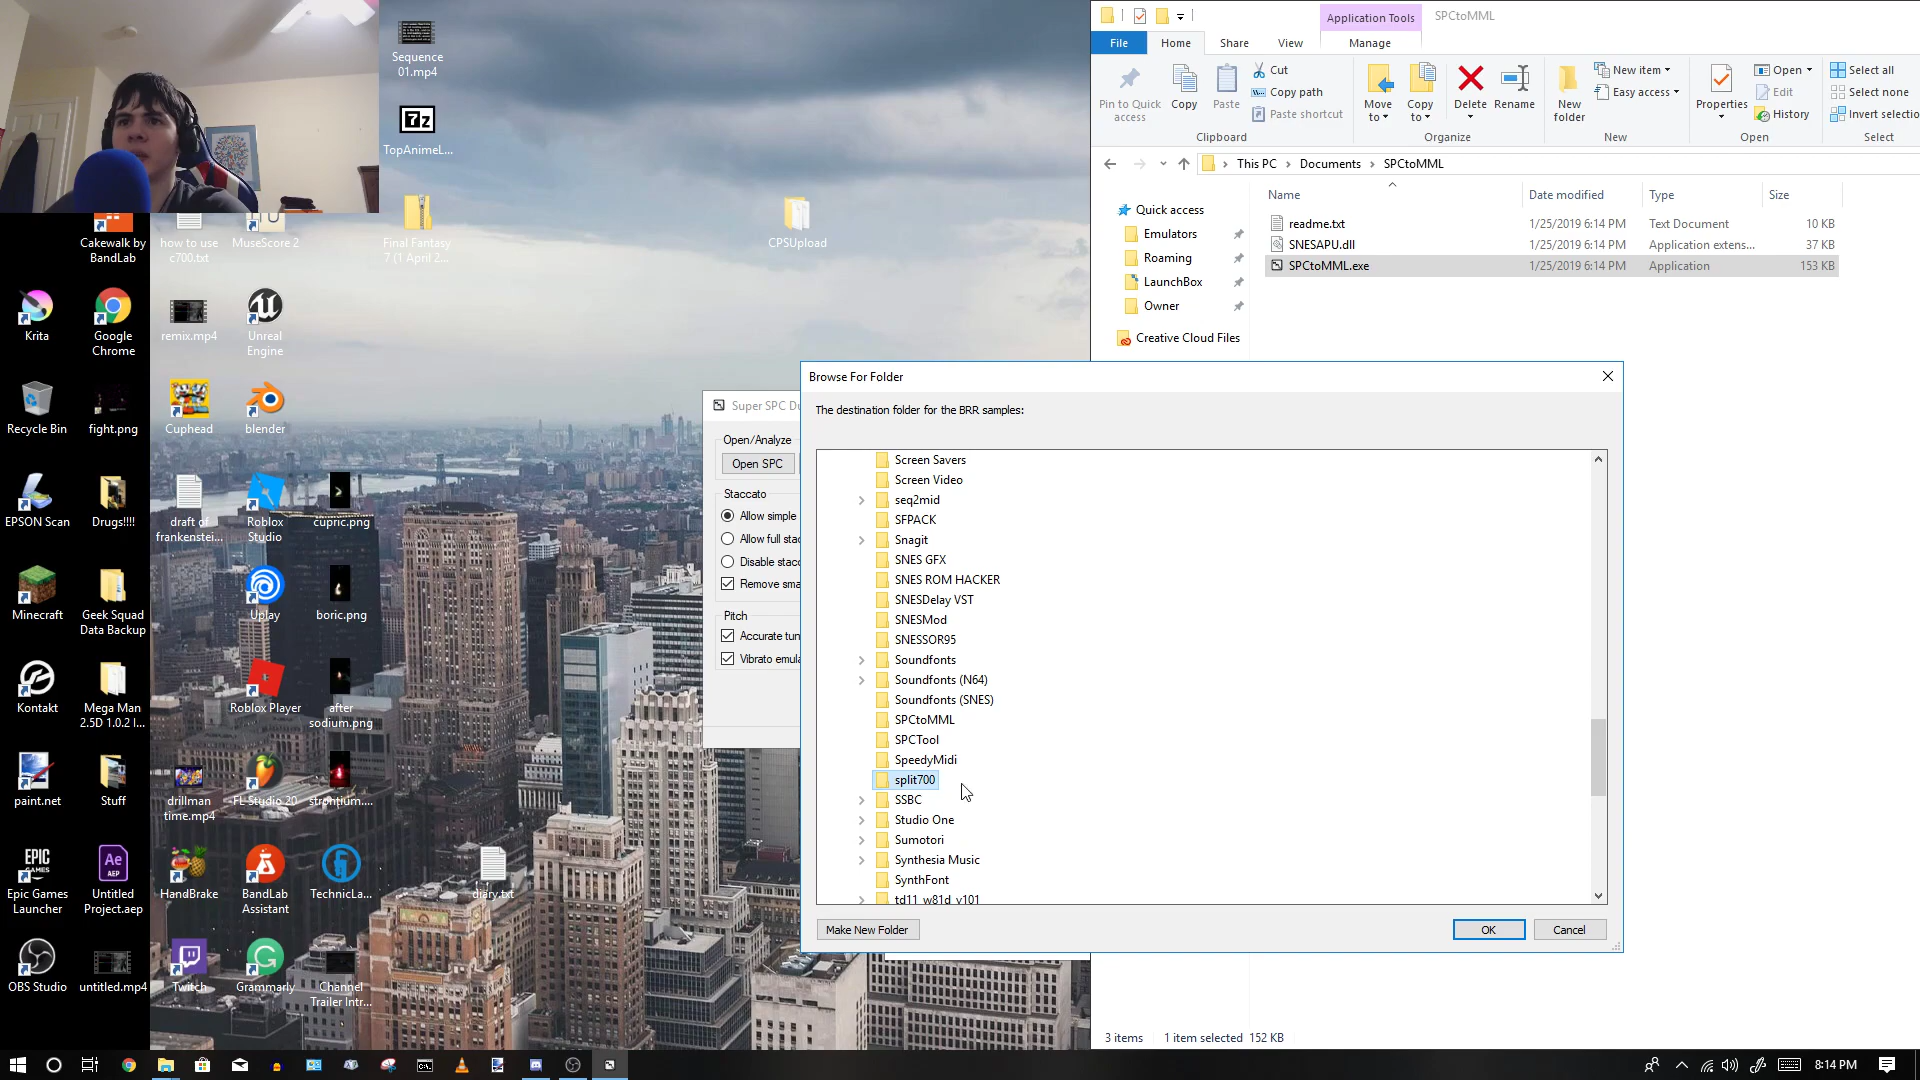 Sequence
01.mp4
7z
TopAnimeL...
Final Fantasy
7 (1 April 2...
CPSUpload
Cakewalk by
BandLab
how to use
c700.txt
MuseScore 2
Krita
Google
Chrome
remix.mp4
Unreal
Engine
Recycle Bin
fight.png
Cuphead
blender
EPSON Scan
Drugs!!!!
draft of
frankenstei...
Roblox
Studio
cupric.png
Minecraft
Geek Squad
Data Backup
Uplay
boric.png
Kontakt
Mega Man
2.5D 1.0.2 I...
Roblox Player
after
sodium.png
paint.net
Stuff
drillman
time.mp4
FL Studio 20
strontium....
EPIC
GAMES
Epic Games
Launcher
Ae
AEP
Untitled
Project.aep
HandBrake
BandLab
Assistant
TechnicLa...
diary.txt
OBS Studio
untitled.mp4
Twitch
Grammarly
Channel
Trailer Intr...
Application Tools
SPCtoMML
File
Home
Share
View
Manage
Pin to Quick
access
Copy
Paste
Cut
Copy path
Paste shortcut
Clipboard
Move
to
Copy
to
Delete
Rename
Organize
New
folder
New item
Easy access
New
Properties
Open
Edit
History
Open
Select all
Select none
Invert selectio
Select
This PC
Documents
SPCtoMML
Name
Date modified
Type
Size
readme.txt 1/25/2019 6:14 PM Text Document 10 KB
SNESAPU.dll 1/25/2019 6:14 PM Application extens... 37 KB
SPCtoMML.exe 1/25/2019 6:14 PM Application 153 KB
Quick access
Emulators
Roaming
LaunchBox
Owner
Creative Cloud Files
Super SPC Du
Open/Analyze
Open SPC
Staccato
Allow simple
Allow full stac
Disable stacc
Remove sma
Pitch
Accurate tun
Vibrato emula
Browse For Folder
The destination folder for the BRR samples:
Screen Savers
Screen Video
seq2mid
SFPACK
Snagit
SNES GFX
SNES ROM HACKER
SNESDelay VST
SNESMod
SNESSOR95
Soundfonts
Soundfonts (N64)
Soundfonts (SNES)
SPCtoMML
SPCTool
SpeedyMidi
split700
SSBC
Studio One
Sumotori
Synthesia Music
SynthFont
td11_w81d_v101
Make New Folder
OK
Cancel
3 items
1 item selected 152 KB
8:14 PM